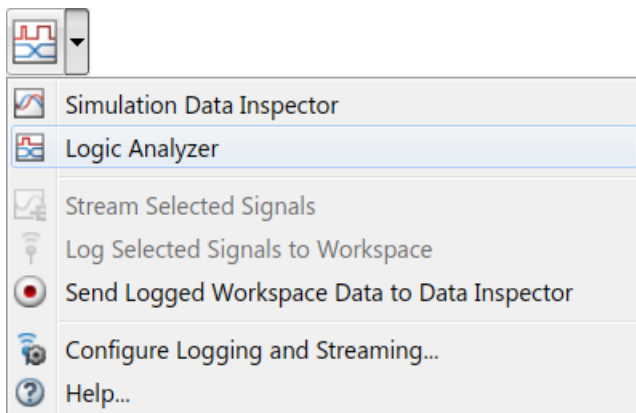 Simulation Data Inspector
Logic Analyzer
Stream Selected Signals
Log Selected Signals to Workspace
Send Logged Workspace Data to Data Inspector
Configure Logging and Streaming...
Help...